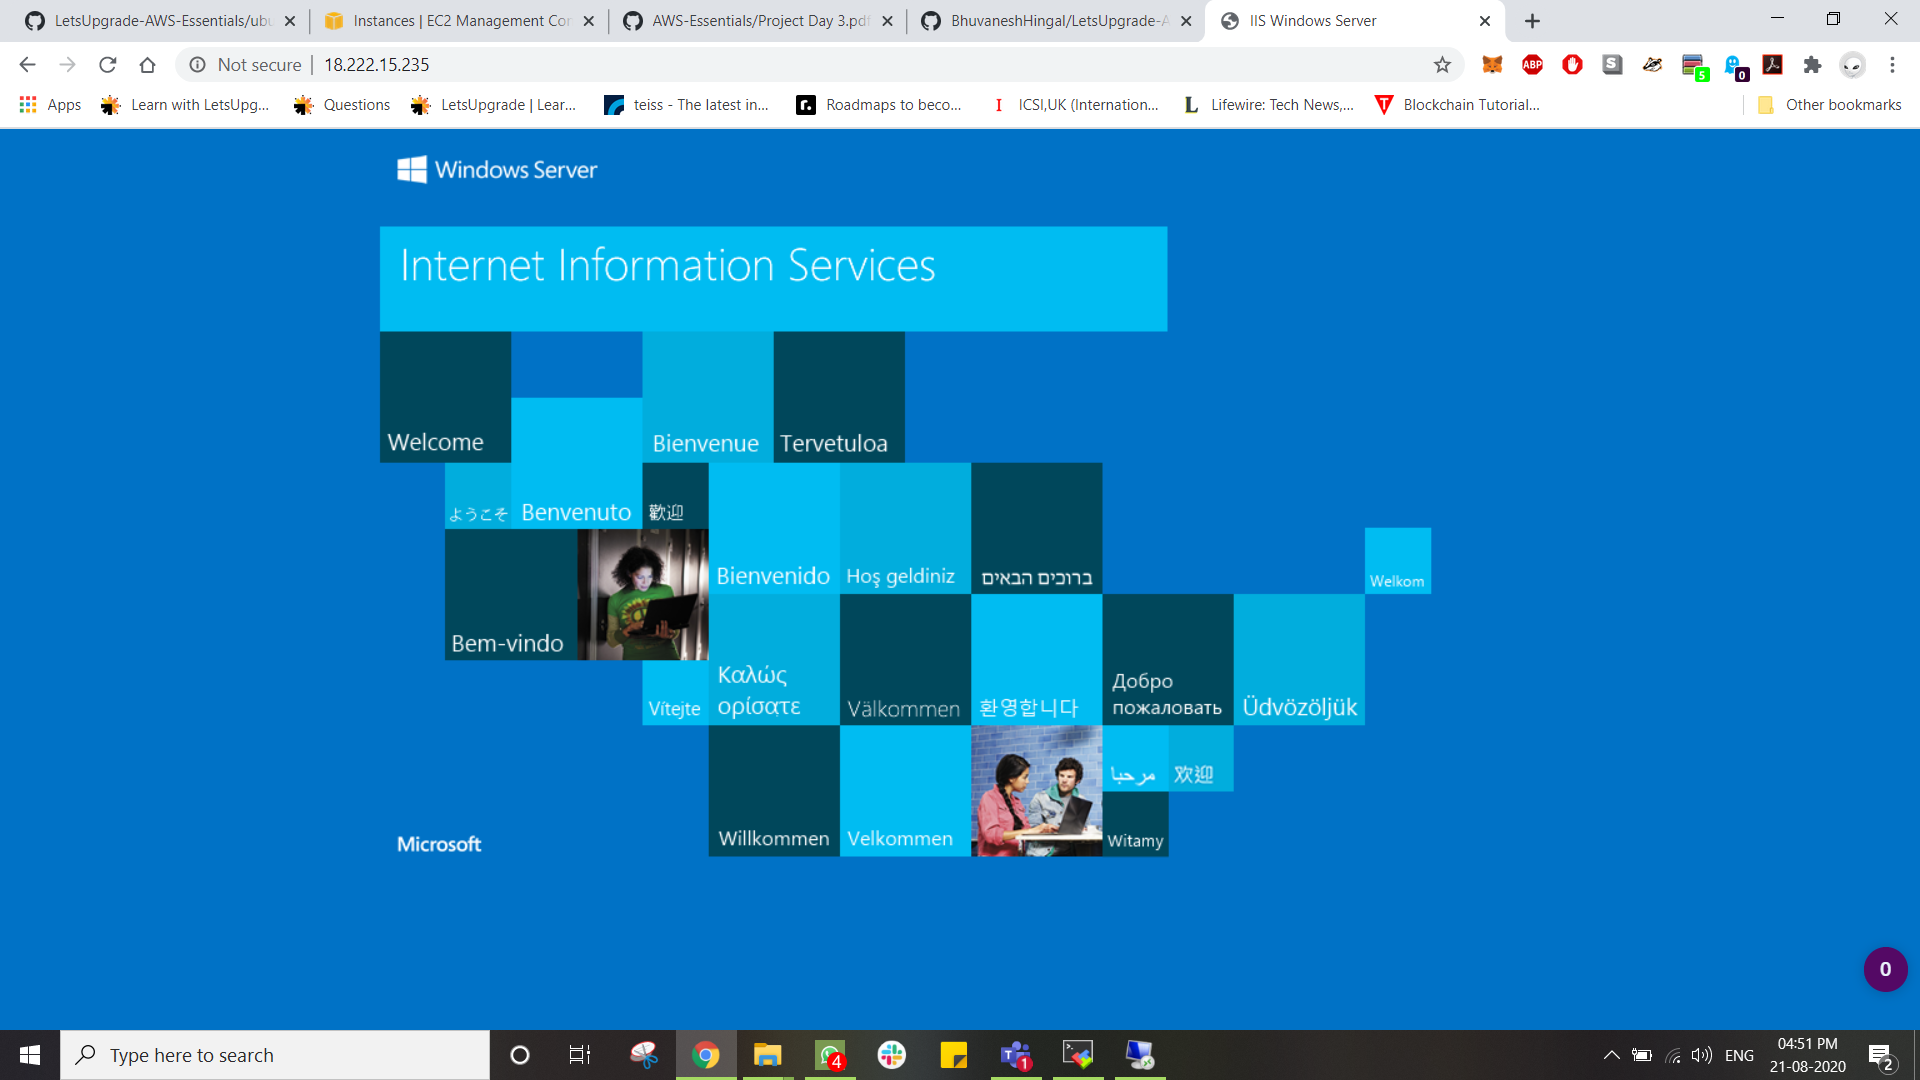 LetsUpgrade-AWS-Essentials/ubu
Instances | EC2 Management Con
AWS-Essentials/Project Day 3.pdf
BhuvaneshHingal/LetsUpgrade-A
IIS Windows Server
Not secure
18.222.15.235
ABP
S
5
0
Apps
Learn with LetsUpg...
Questions
LetsUpgrade | Lear...
teiss - The latest in...
r.
Roadmaps to beco...
I
ICSI,UK (Internation...
L
Lifewire: Tech News,...
T
Blockchain Tutorial...
Other bookmarks
Windows Server
Internet Information Services
Welcome
Bienvenue
Tervetuloa
ようこそ
Benvenuto
歡迎
Bienvenido
Hoş geldiniz
ברוכים הבאים
Welkom
Bem-vindo
Vítejte
Καλώς
ορίσατε
Välkommen
환영합니다
Добро
пожаловать
Üdvözöljük
مرحبا
欢迎
Microsoft
Willkommen
Velkommen
Witamy
0
Type here to search
4
T
1
ENG
04:51 PM
21-08-2020
2